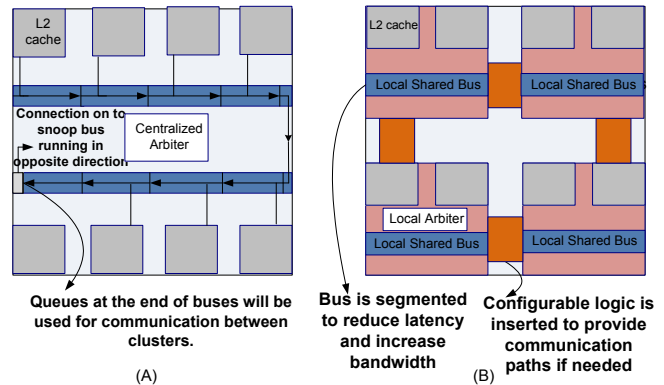 L2
cache
Connection on to
snoop bus
running in
opposite direction
Centralized
Arbiter
Queues at the end of buses will be
used for communication between
clusters.
(A)
L2 cache
Local Shared Bus
Local Shared Bus
Local Arbiter
Local Shared Bus
Local Shared Bus
Bus is segmented
to reduce latency
and increase
bandwidth
Configurable logic is
inserted to provide
communication
paths if needed
(B)